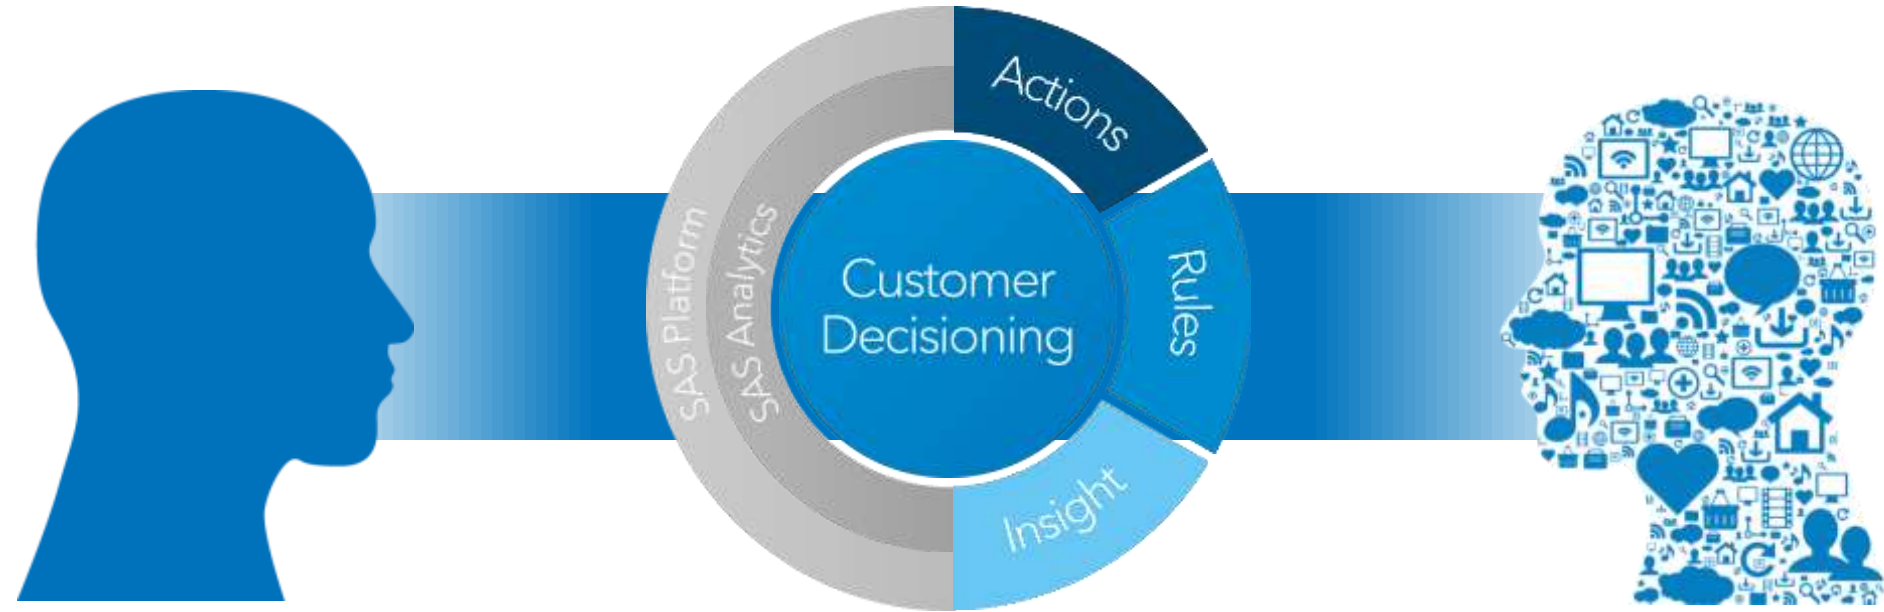 SAS Platform
SAS Analytics
Customer
Decisioning
Actions
Rules
Insight